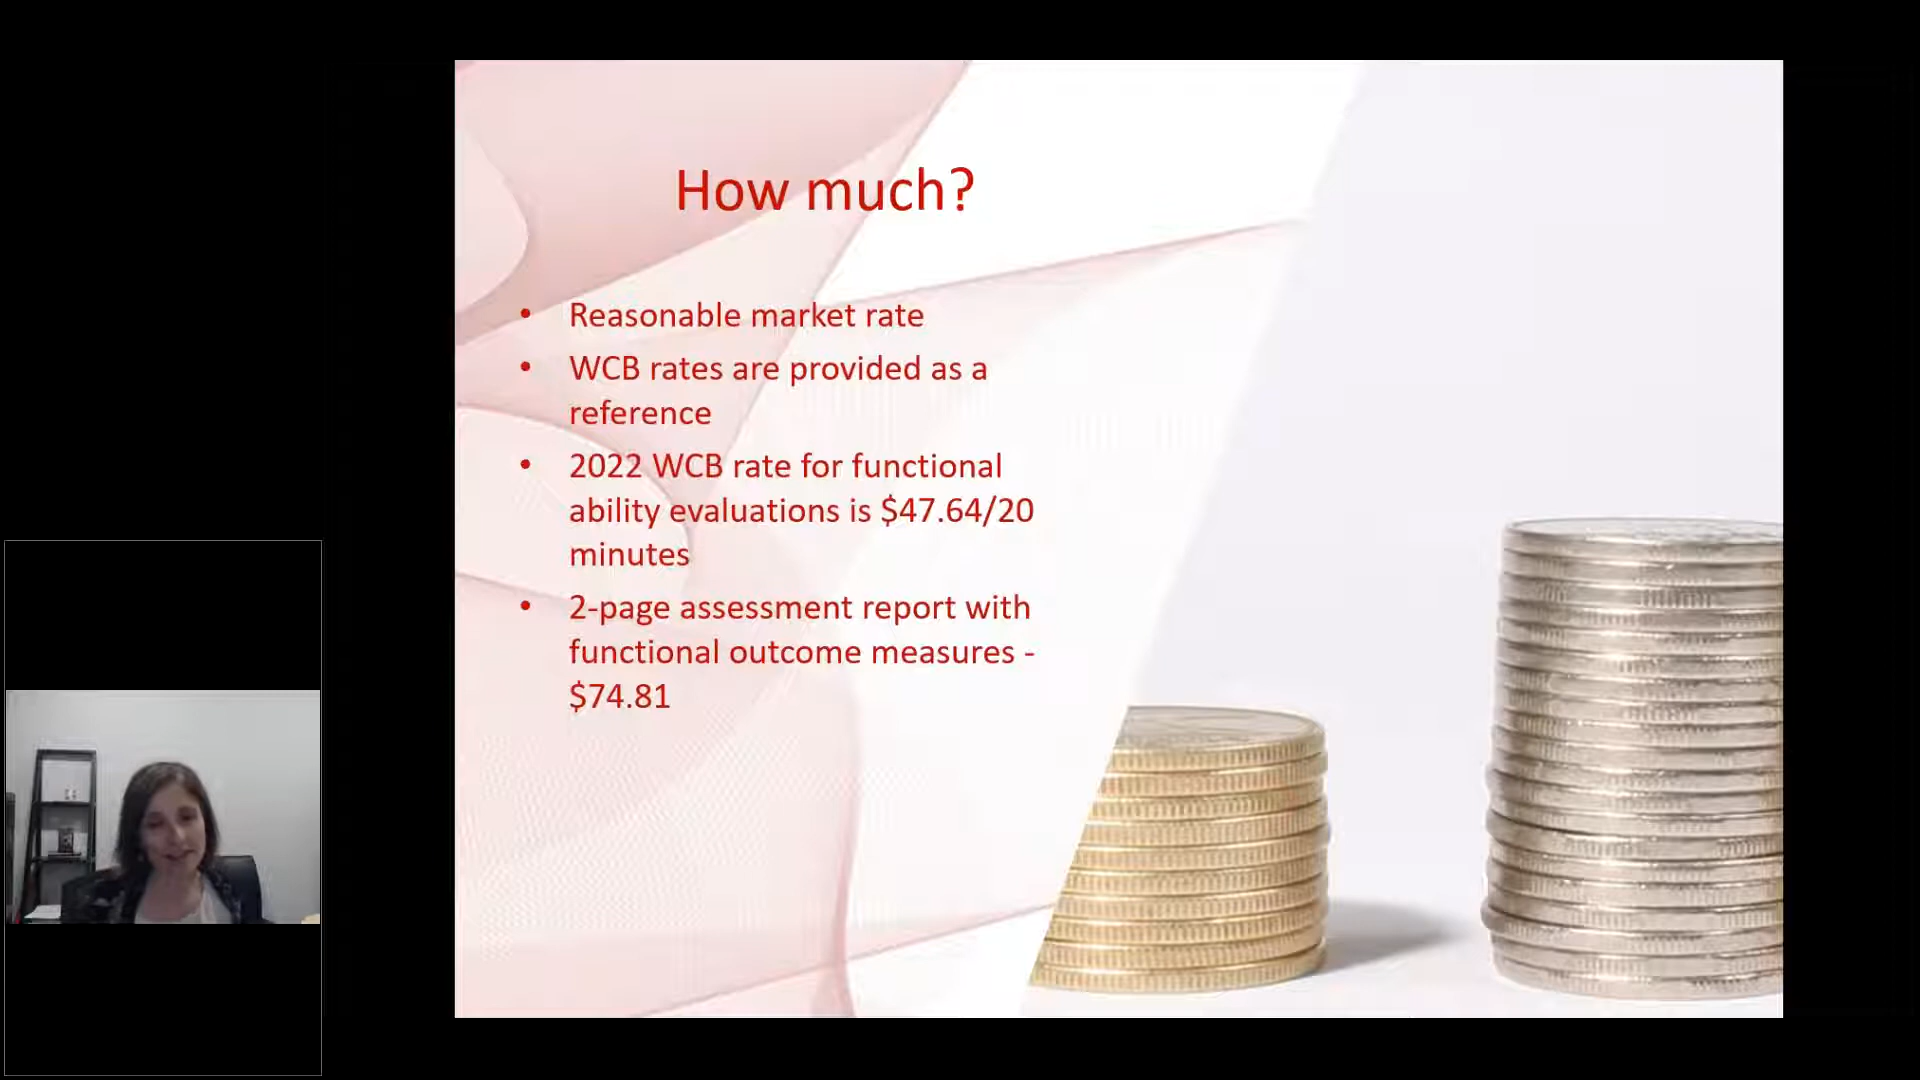 How much?
• Reasonable market rate
• WCB rates are provided as a
reference
• 2022 WCB rate for functional
ability evaluations is $47.64/20
minutes
• 2-page assessment report with
functional outcome measures -
$74.81